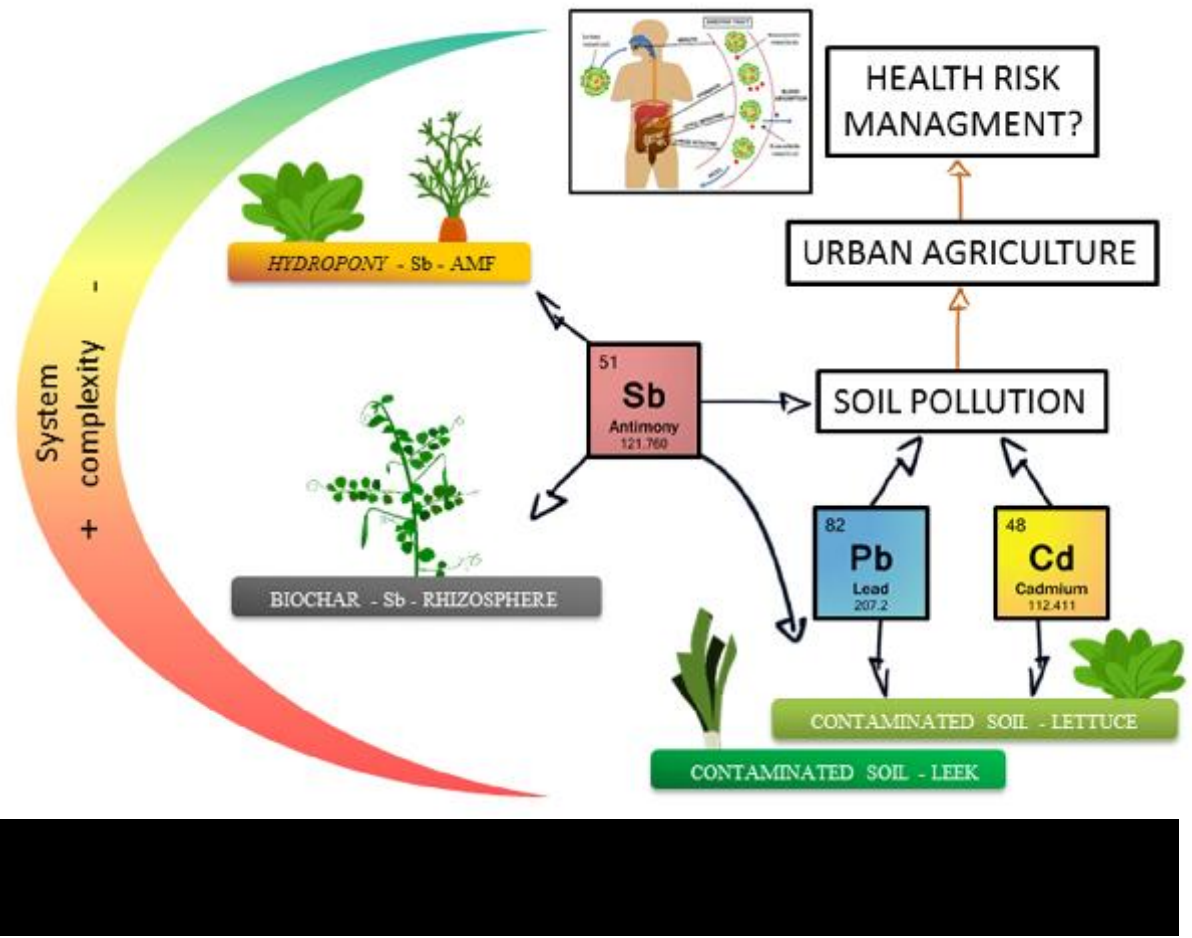 HEALTH RISK
MANAGMENT?
URBAN AGRICULTURE
HYDROPONY - Sb - AMF
System
+ complexity -
51
Sb
Antimony
121.760
SOIL POLLUTION
BIOCHAR - Sb - RHIZOSPHERE
82
Pb
Lead
207.2
48
Cd
Cadmium
112.411
CONTAMINATED SOIL - LETTUCE
CONTAMINATED SOIL - LEEK